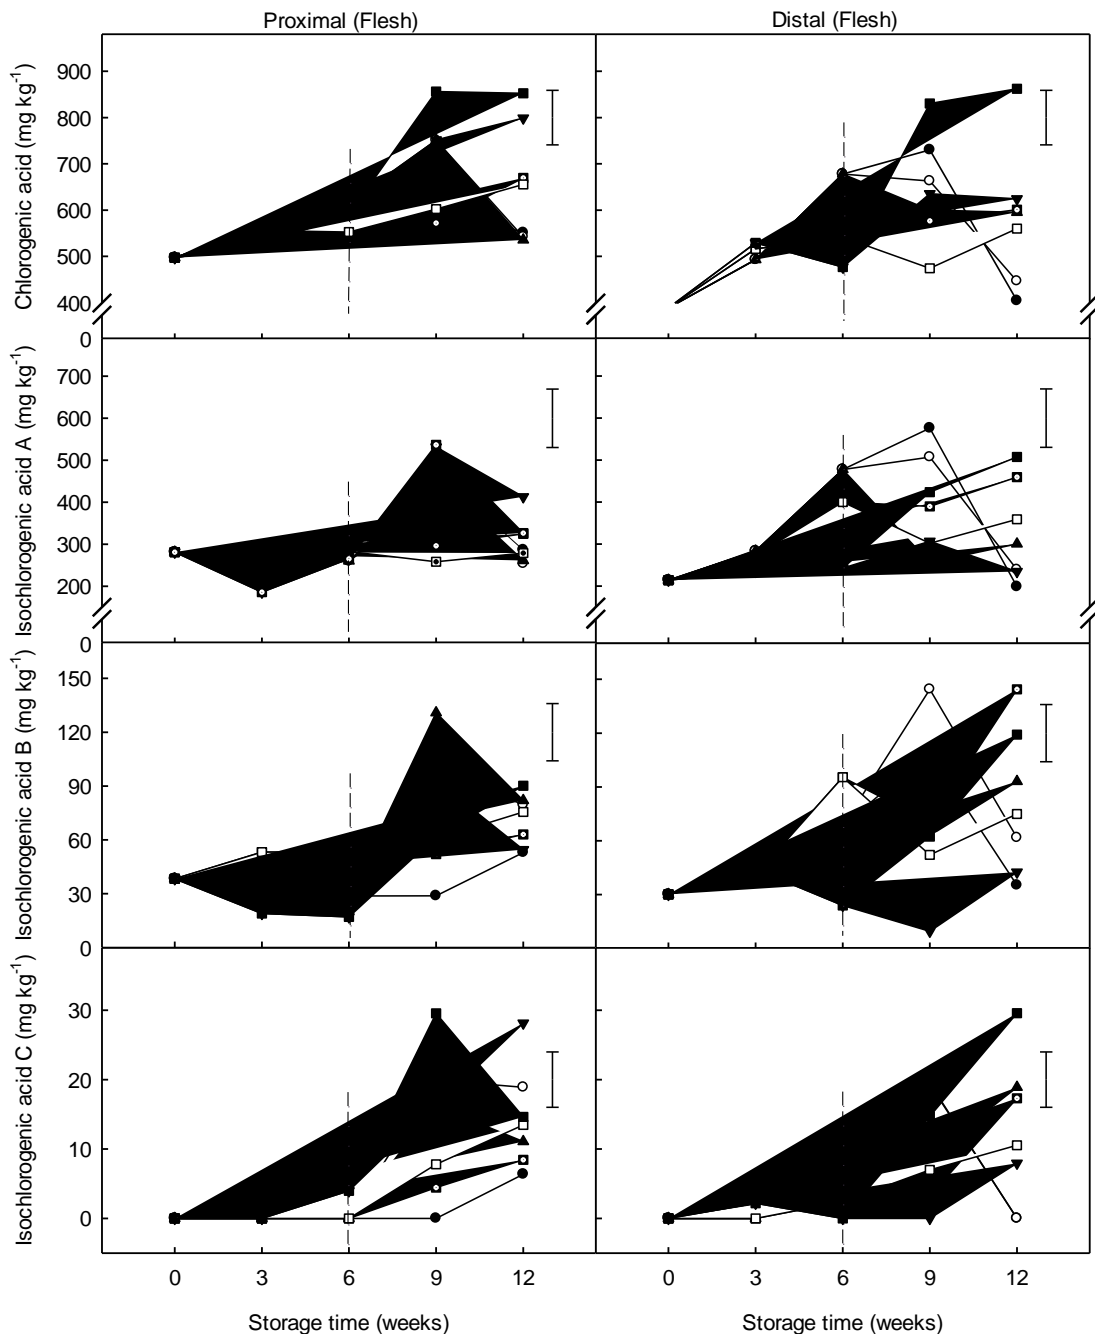 Proximal (Flesh)
Distal (Flesh)
Chlorogenic acid (mg kg⁻¹)
900
800
700
600
500
400
0
Isochlorogenic acid A (mg kg⁻¹)
700
600
500
400
300
200
0
Isochlorogenic acid B (mg kg⁻¹)
150
120
90
60
30
0
Isochlorogenic acid C (mg kg⁻¹)
30
20
10
0
0 3 6 9 12
0 3 6 9 12
Storage time (weeks)
Storage time (weeks)